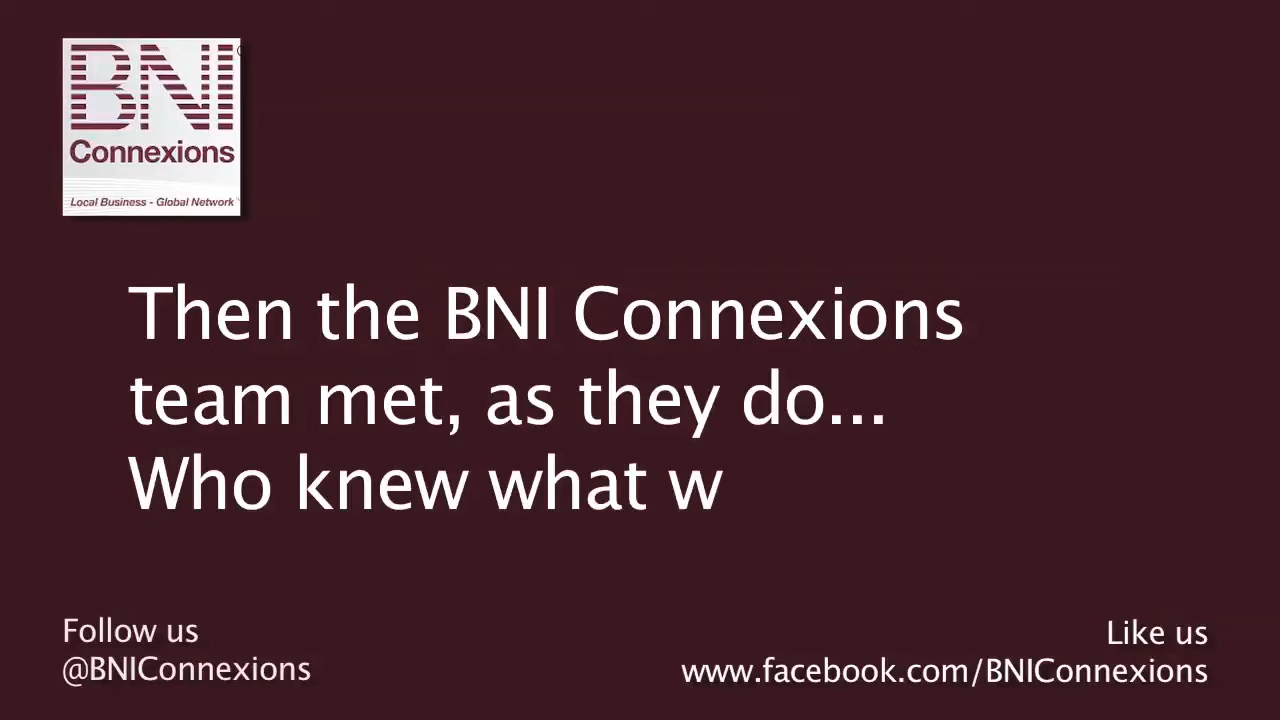 BNI
Connexions
Local Business - Global Network
Then the BNI Connexions
team met, as they do...
Who knew what w
Follow us
@BNIConnexions
Like us
www.facebook.com/BNIConnexions